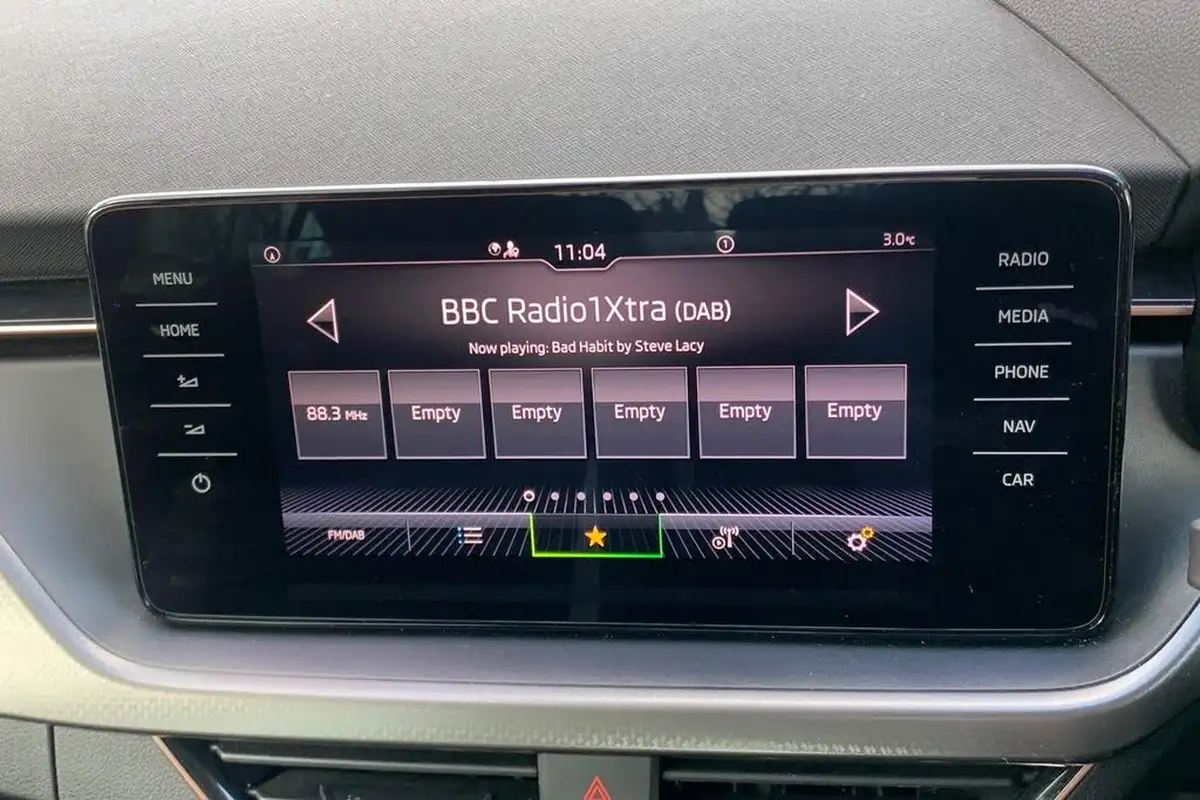 MENU
HOME
11:04
1
3.0°C
BBC Radio1Xtra (DAB)
Now playing: Bad Habit by Steve Lacy
88.3 MHz
Empty
Empty
Empty
Empty
Empty
FM/DAB
RADIO
MEDIA
PHONE
NAV
CAR